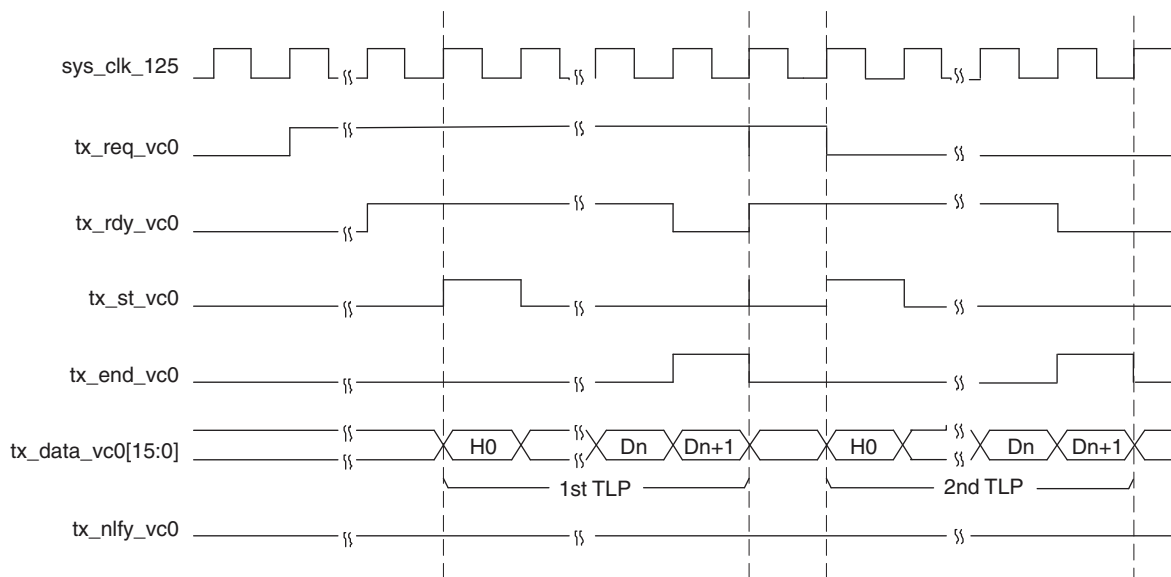 sys_clk_125
tx_req_vc0
tx_rdy_vc0
tx_st_vc0
tx_end_vc0
tx_data_vc0[15:0]
H0
Dn
Dn+1
H0
Dn
Dn+1
1st TLP
2nd TLP
tx_nlfy_vc0